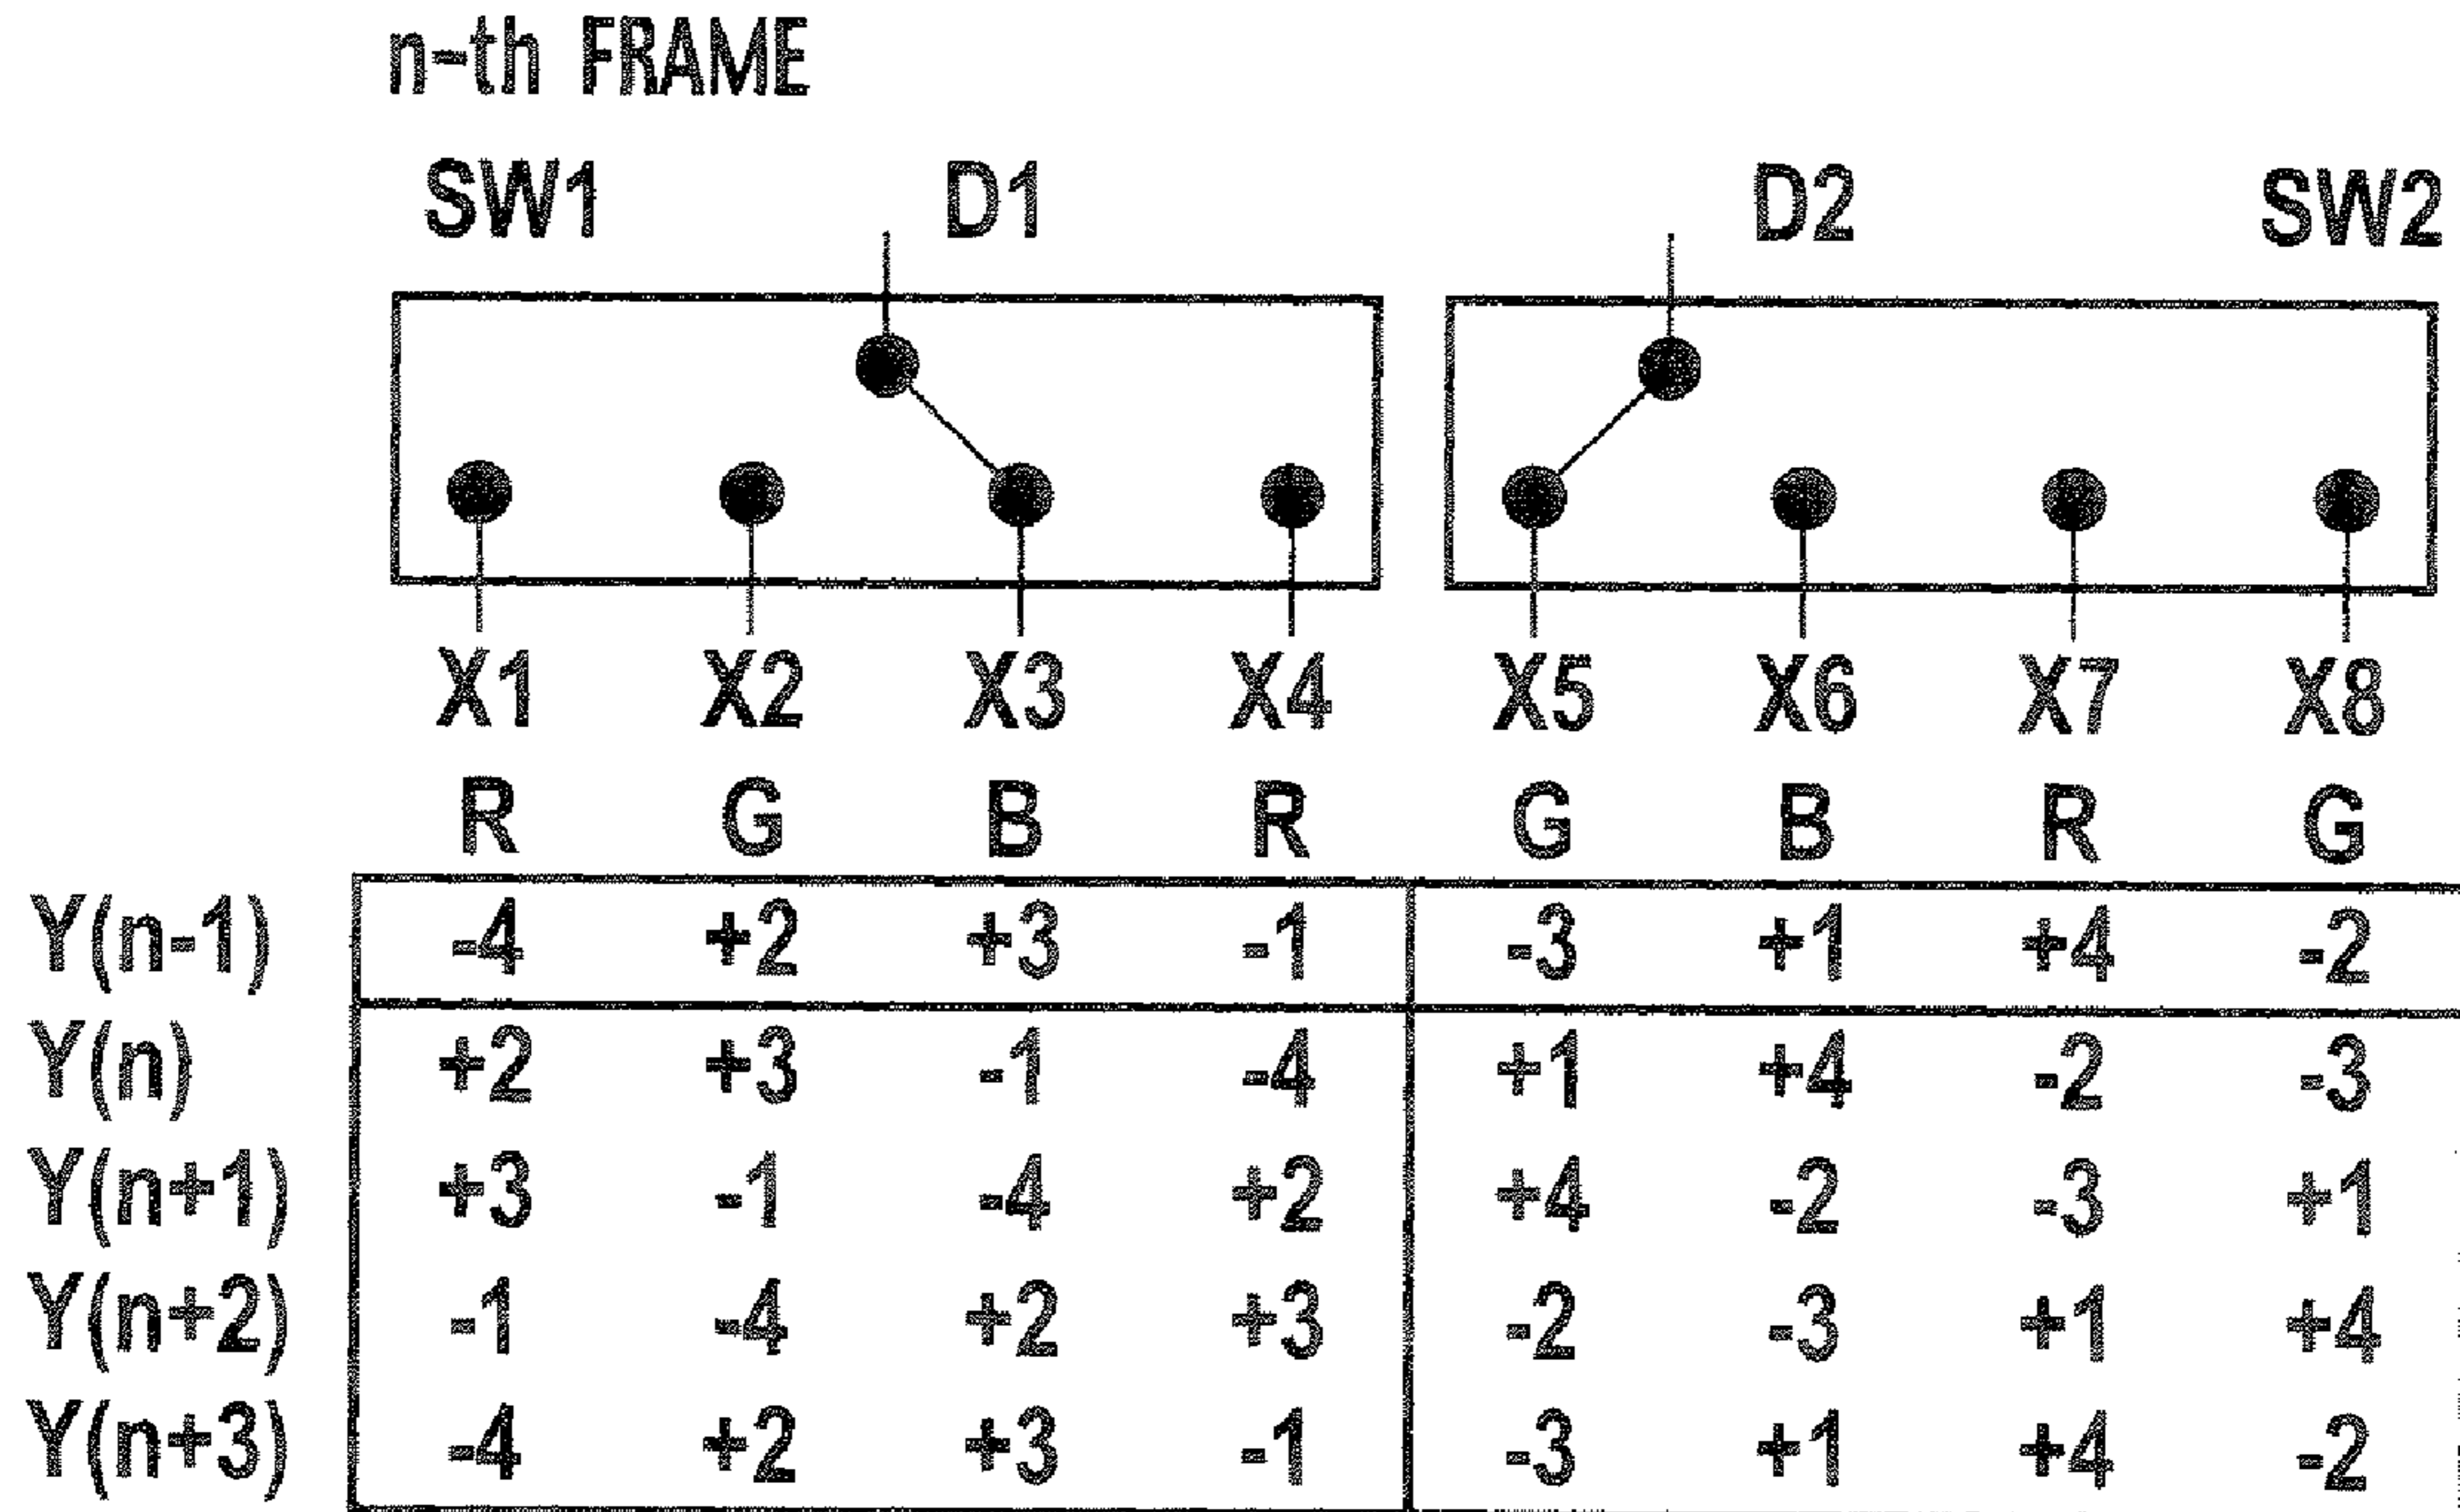 n-th FRAME
SW1 D1 D2 SW2
X1 X2 X3 X4 X5 X6 X7 X8
R G B R G B R G
Y(n-1) -4 +2 +3 -1 -3 +1 +4 -2
Y(n) +2 +3 -1 -4 +1 +4 -2 -3
Y(n+1) +3 -1 -4 +2 +4 -2 -3 +1
Y(n+2) -1 -4 +2 +3 -2 -3 +1 +4
Y(n+3) -4 +2 +3 -1 -3 +1 +4 -2